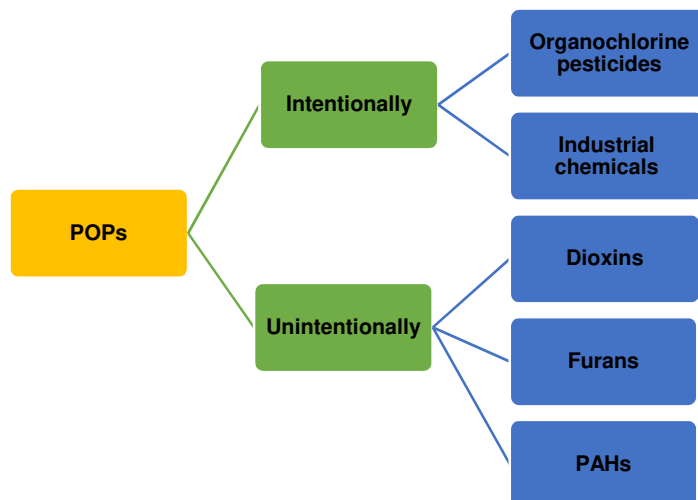 POPs
Intentionally
Organochlorine
pesticides
Industrial
chemicals
Unintentionally
Dioxins
Furans
PAHs